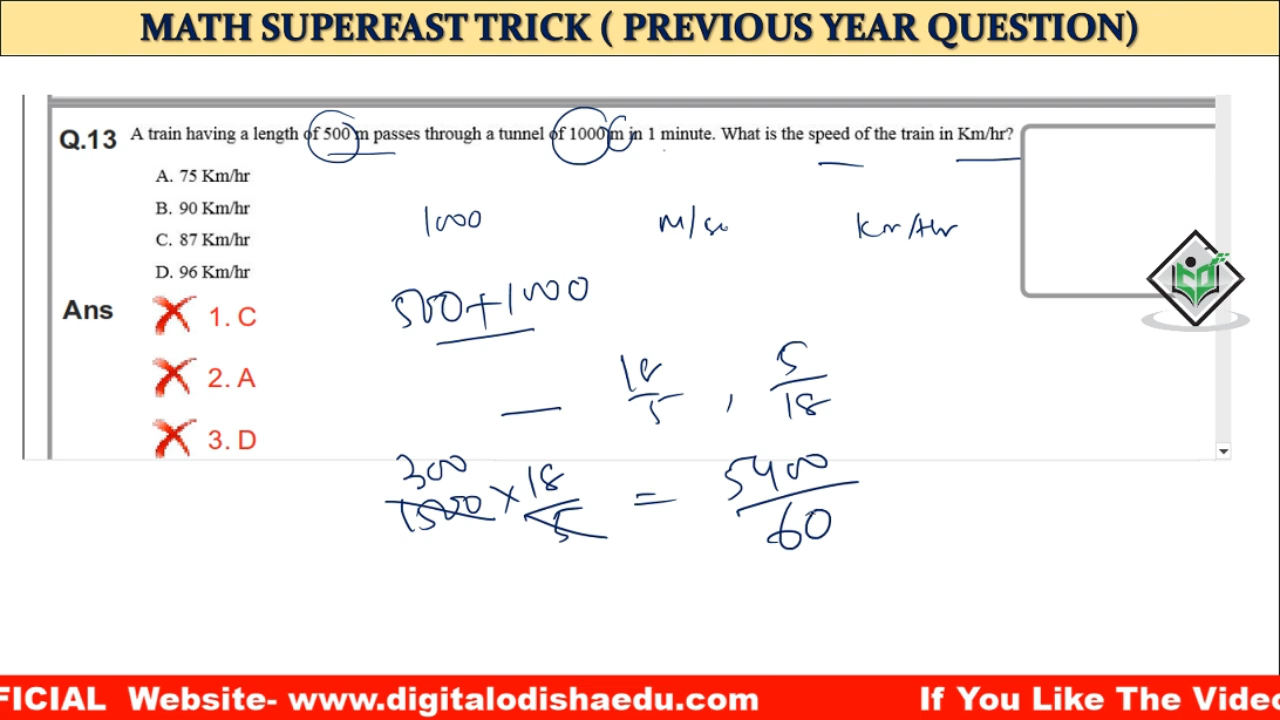 MATH SUPERFAST TRICK ( PREVIOUS YEAR QUESTION)
Q.13 A train having a length of 500 m passes through a tunnel of 1000 m in 1 minute. What is the speed of the train in Km/hr?
A. 75 Km/hr
B. 90 Km/hr
C. 87 Km/hr
D. 96 Km/hr
1000 m/se Km/Hr
500+1000
Ans
1. C
2. A
3. D
18/5 , 5/18
300
1500 × 18/5 = 5400/60
FICIAL Website- www.digitalodishaedu.com If You Like The Video